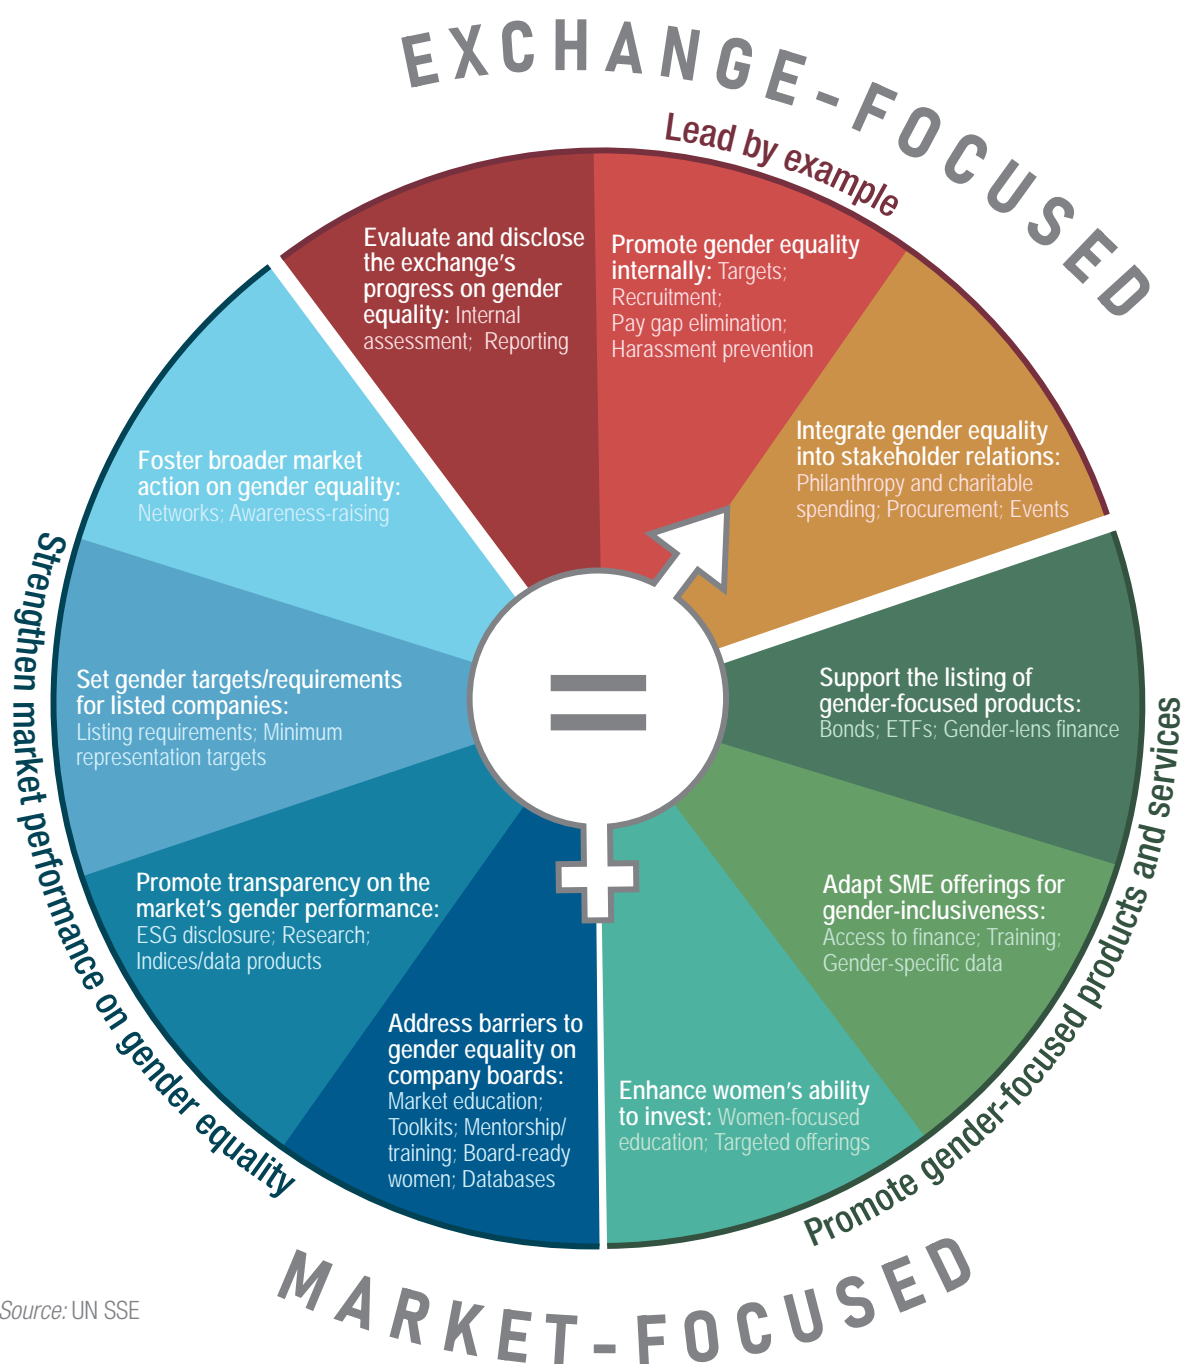 EXCHANGE-FOCUSED
Lead by example
Evaluate and disclose
the exchange's
progress on gender
equality: Internal
assessment; Reporting
Promote gender equality
internally: Targets;
Recruitment;
Pay gap elimination;
Harassment prevention
Integrate gender equality
into stakeholder relations:
Philanthropy and charitable
spending; Procurement; Events
Support the listing of
gender-focused products:
Bonds; ETFs; Gender-lens finance
Adapt SME offerings for
gender-inclusiveness:
Access to finance; Training;
Gender-specific data
Enhance women's ability
to invest: Women-focused
education; Targeted offerings
Promote gender-focused products and services
Address barriers to
gender equality on
company boards:
Market education;
Toolkits; Mentorship/
training; Board-ready
women; Databases
Promote transparency on the
market's gender performance:
ESG disclosure; Research;
Indices/data products
Set gender targets/requirements
for listed companies:
Listing requirements; Minimum
representation targets
Foster broader market
action on gender equality:
Networks; Awareness-raising
Strengthen market performance on gender equality
MARKET-FOCUSED
Source: UN SSE